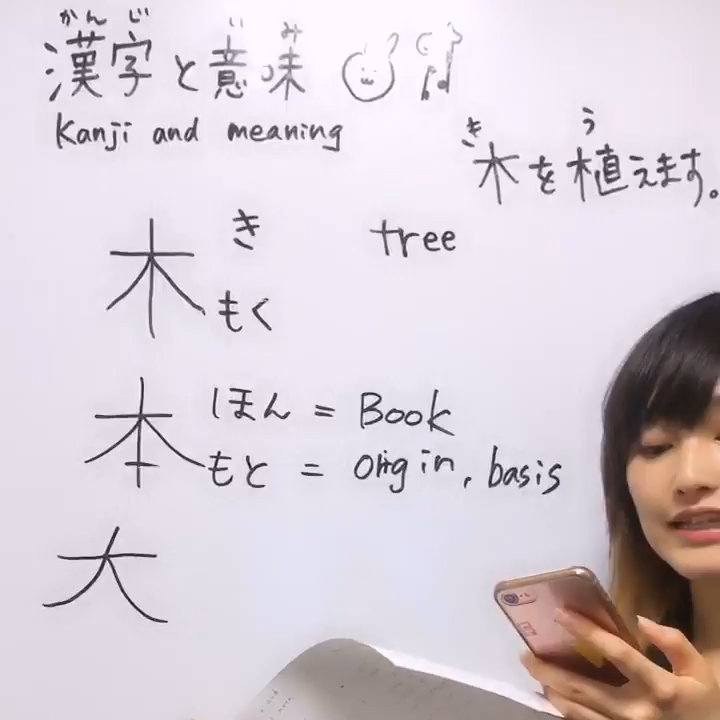 かんじ いみ
漢字と意味
Kanji and meaning
き う
木を植えます。
木 き tree
もく
本 ほん = Book
もと = origin, basis
大